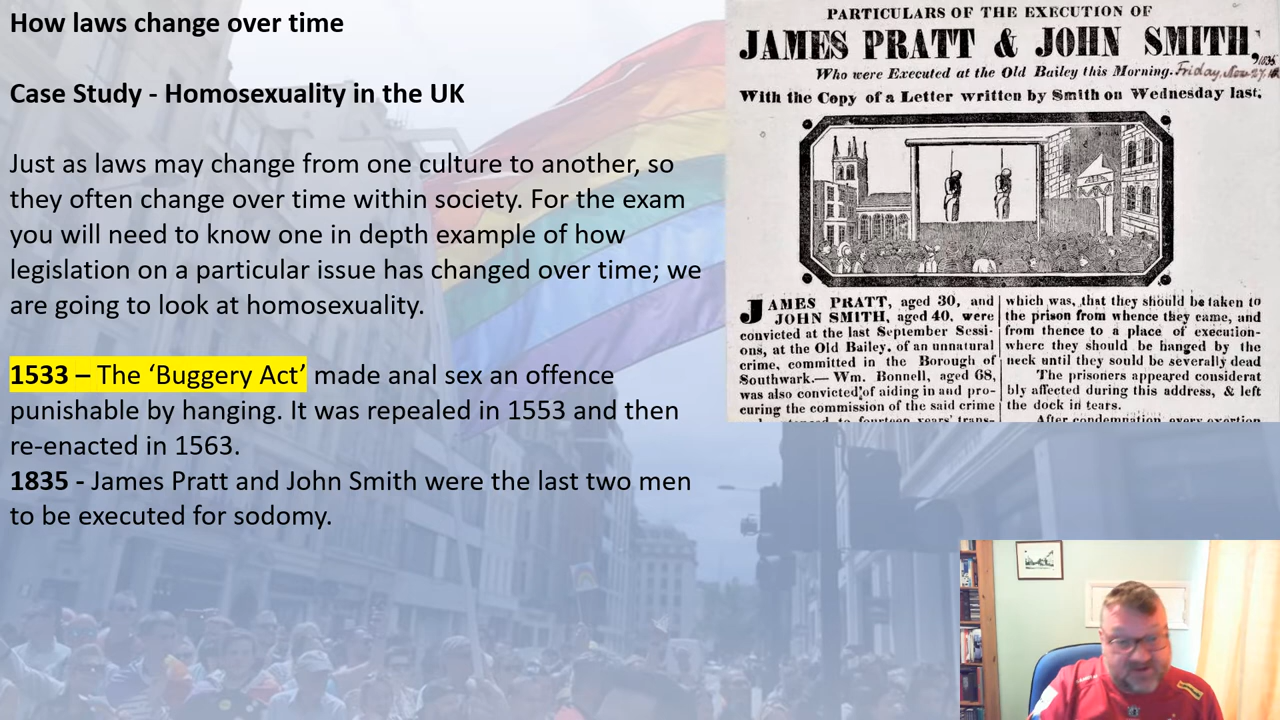 How laws change over time
Case Study - Homosexuality in the UK
Just as laws may change from one culture to another, so
they often change over time within society. For the exam
you will need to know one in depth example of how
legislation on a particular issue has changed over time; we
are going to look at homosexuality.
1533 – The ‘Buggery Act’ made anal sex an offence
punishable by hanging. It was repealed in 1553 and then
re-enacted in 1563.
1835 - James Pratt and John Smith were the last two men
to be executed for sodomy.
PARTICULARS OF THE EXECUTION OF
JAMES PRATT & JOHN SMITH,
Who were Executed at the Old Bailey this Morning. Friday, Nov 27. 1835
With the Copy of a Letter written by Smith on Wednesday last,
JAMES PRATT, aged 30, and
JOHN SMITH, aged 40, were
convicted at the last September Sessi-
ons, at the Old Bailey, of an unnatural
crime, committed in the Borough of
Southwark.— Wm. Bonnell, aged 68,
was also convicted of aiding in and pro-
curing the commission of the said crime
which was, that they should be taken to
the prison from whence they came, and
from thence to a place of execution-
where they should be hanged by the
neck until they sould be severally dead
The prisoners appeared considerat
bly affected during this address, & left
the dock in tears.
After condemnation every exertion